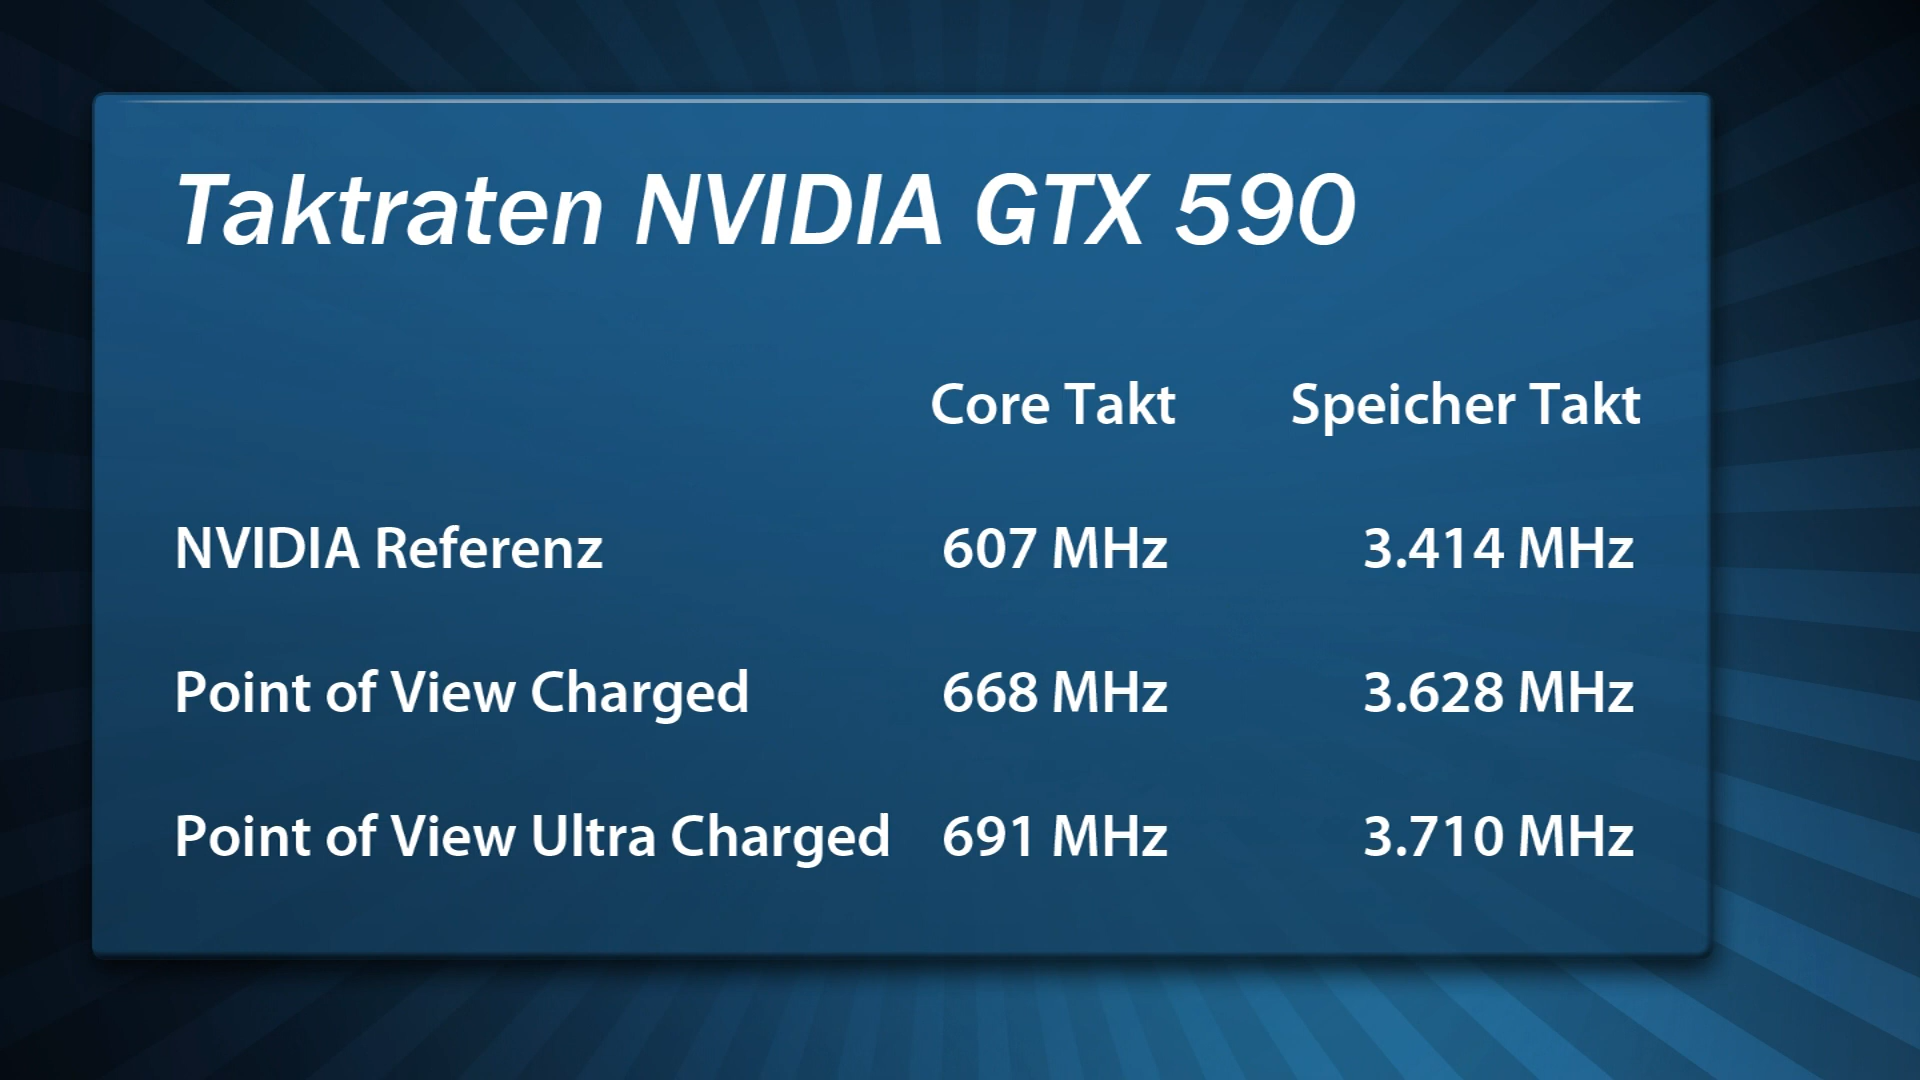 Taktraten NVIDIA GTX 590
Core Takt Speicher Takt
NVIDIA Referenz 607 MHz 3.414 MHz
Point of View Charged 668 MHz 3.628 MHz
Point of View Ultra Charged 691 MHz 3.710 MHz